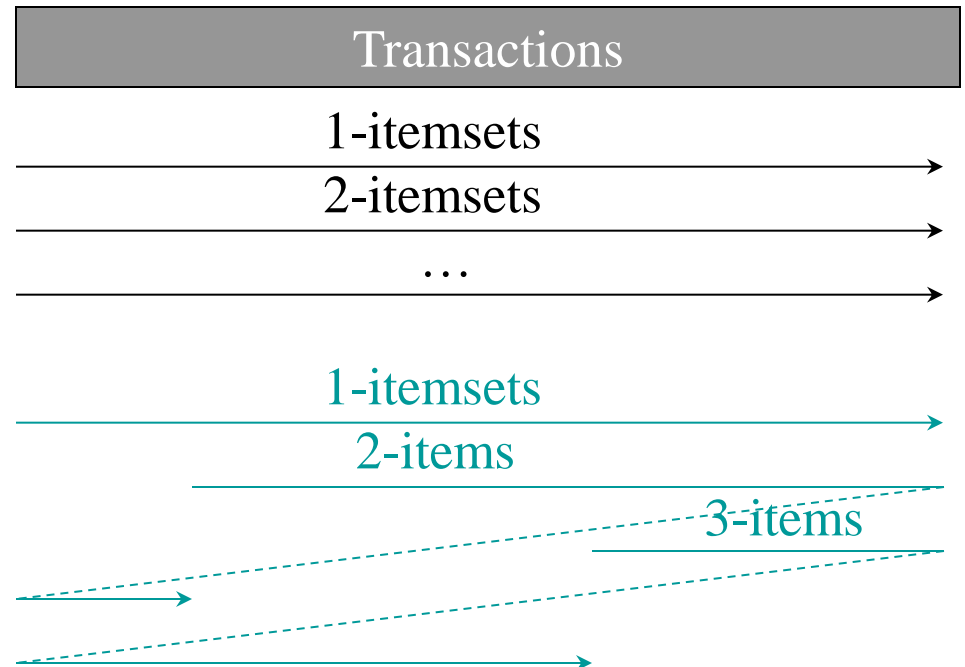 Transactions
1-itemsets
2-itemsets
…
1-itemsets
2-items
3-items